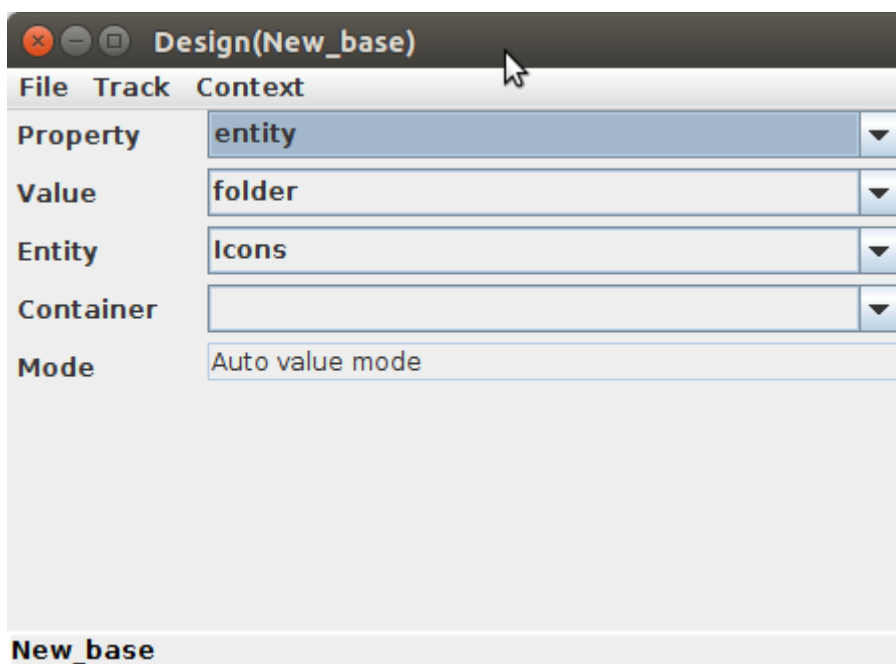 Design(New_base)
File Track Context
Property entity
Value folder
Entity Icons
Container
Mode Auto value mode
New_base